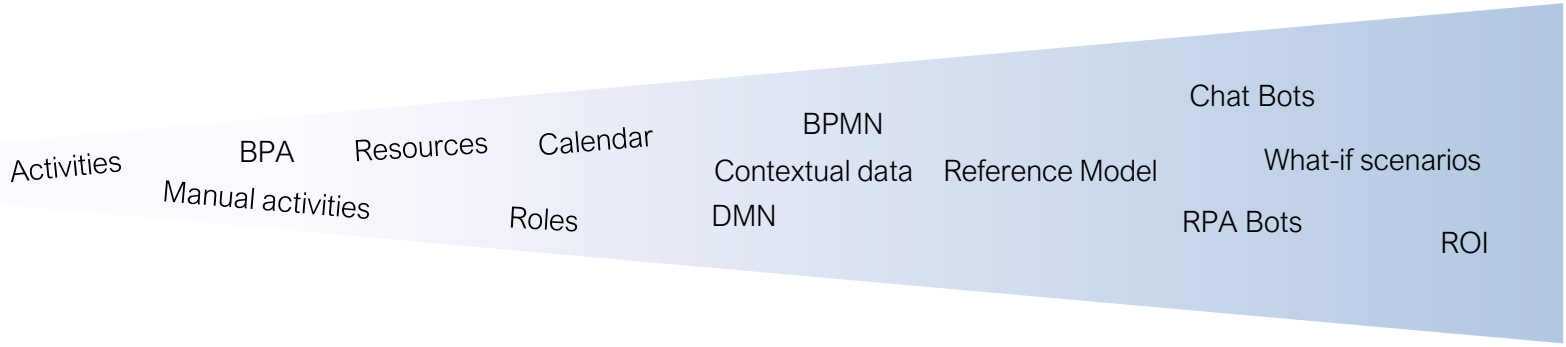 Activities
BPA
Manual activities
Resources
Calendar
Roles
BPMN
Contextual data
DMN
Reference Model
Chat Bots
What-if scenarios
RPA Bots
ROI